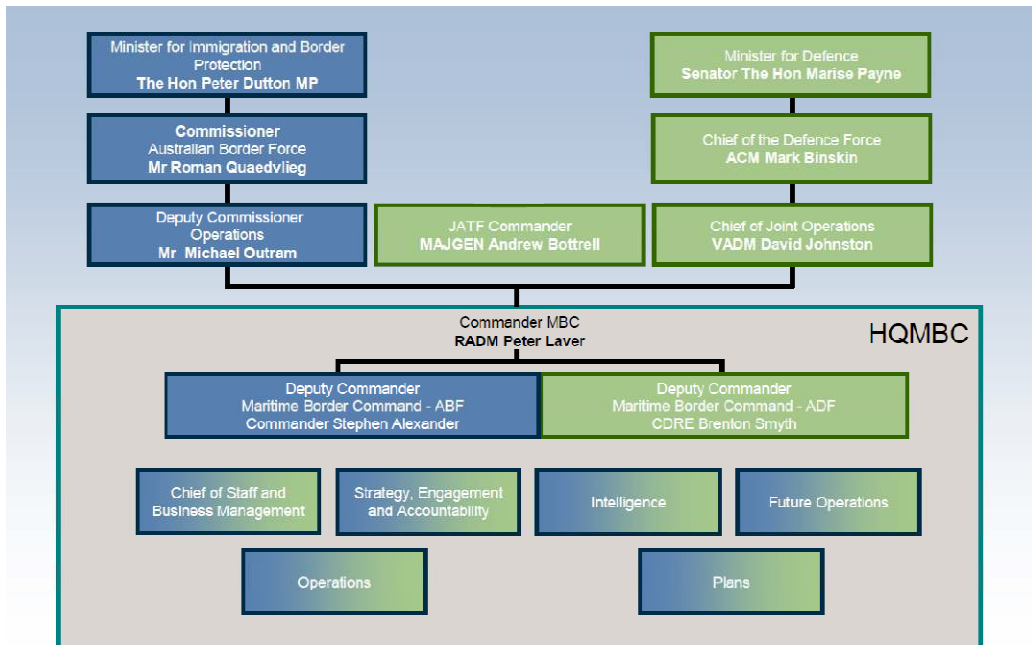 Minister for Immigration and Border
Protection
The Hon Peter Dutton MP
Minister for Defence
Senator The Hon Marise Payne
Commissioner
Australian Border Force
Mr Roman Quaedvlieg
Chief of the Defence Force
ACM Mark Binskin
Deputy Commissioner
Operations
Mr Michael Outram
JATF Commander
MAJGEN Andrew Bottrell
Chief of Joint Operations
VADM David Johnston
Commander MBC
RADM Peter Laver
HQMBC
Deputy Commander
Maritime Border Command - ABF
Commander Stephen Alexander
Deputy Commander
Maritime Border Command - ADF
CDRE Brenton Smyth
Chief of Staff and
Business Management
Strategy, Engagement
and Accountability
Intelligence
Future Operations
Operations
Plans